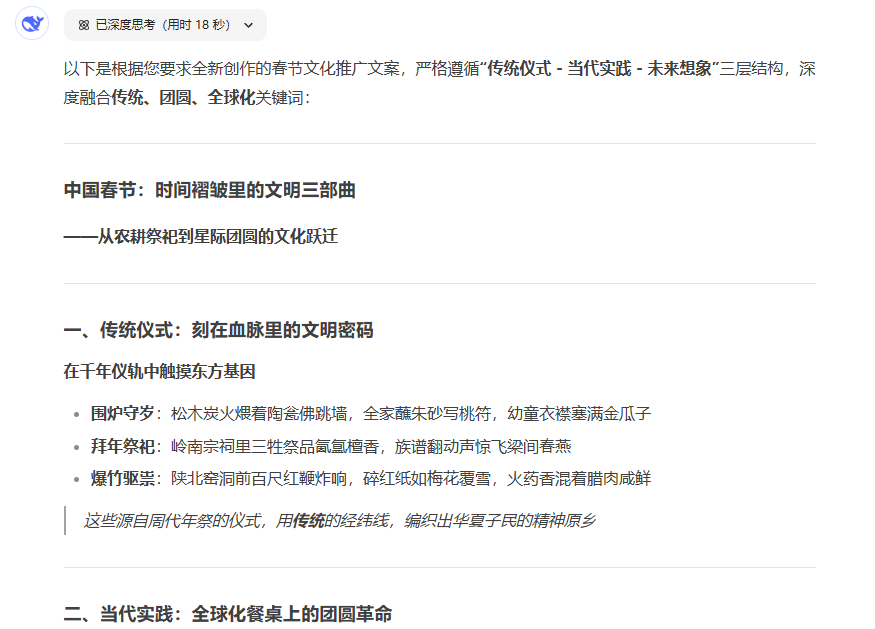 已深度思考（用时 18 秒）
以下是根据您要求全新创作的春节文化推广文案，严格遵循“传统仪式 - 当代实践 - 未来想象”三层结构，深
度融合传统、团圆、全球化关键词：
中国春节：时间褶皱里的文明三部曲
——从农耕祭祀到星际团圆的文化跃迁
一、传统仪式：刻在血脉里的文明密码
在千年仪轨中触摸东方基因
围炉守岁：松木炭火煨着陶瓮佛跳墙，全家蘸朱砂写桃符，幼童衣襟塞满金瓜子
拜年祭祀：岭南宗祠里三牲祭品氤氲檀香，族谱翻动声惊飞梁间春燕
爆竹驱祟：陕北窑洞前百尺红鞭炸响，碎红纸如梅花覆雪，火药香混着腊肉咸鲜
这些源自周代年祭的仪式，用传统的经纬线，编织出华夏子民的精神原乡
二、当代实践：全球化餐桌上的团圆革命